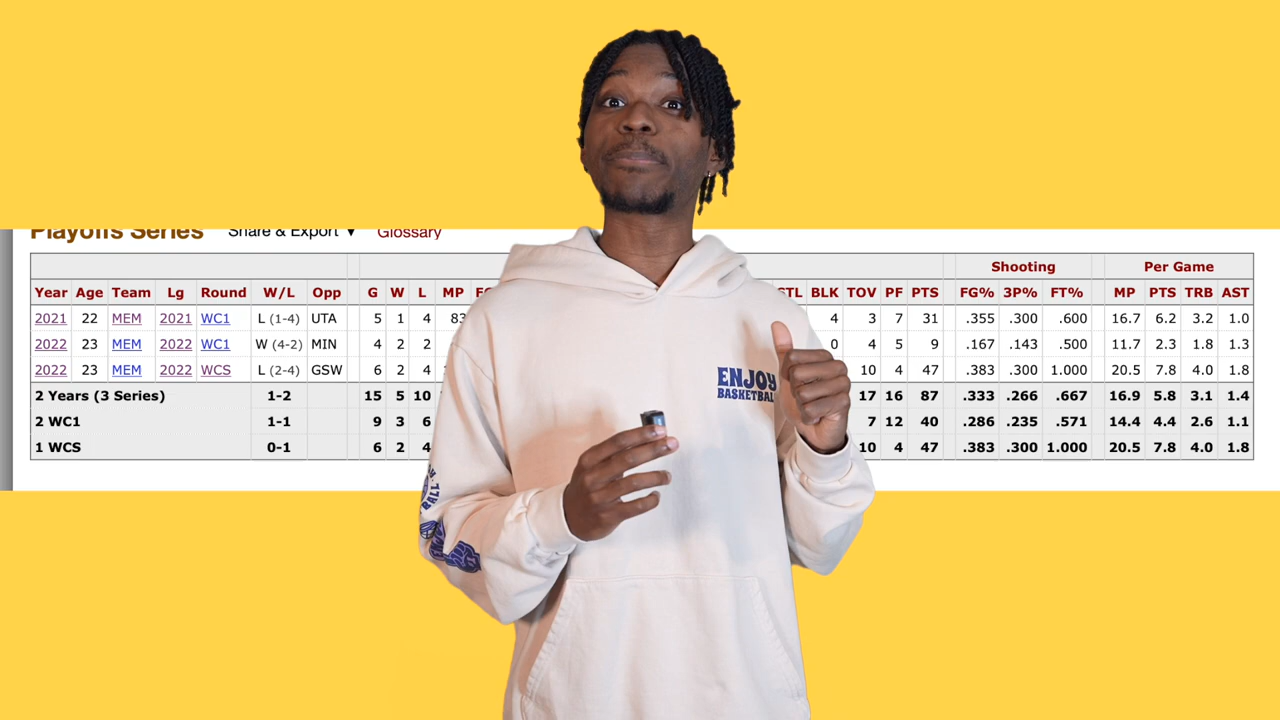 Playoffs Series Share & Export ▼ Glossary
Shooting Per Game
Year Age Team Lg Round W/L Opp G W L MP BLK TOV PF PTS FG% 3P% FT% MP PTS TRB AST
2021 22 MEM 2021 WC1 L (1-4) UTA 5 1 4 4 3 7 31 .355 .300 .600 16.7 6.2 3.2 1.0
2022 23 MEM 2022 WC1 W (4-2) MIN 4 2 2 0 4 5 9 .167 .143 .500 11.7 2.3 1.8 1.3
2022 23 MEM 2022 WCS L (2-4) GSW 6 2 4 10 4 47 .383 .300 1.000 20.5 7.8 4.0 1.8
2 Years (3 Series) 1-2 15 5 10 17 16 87 .333 .266 .667 16.9 5.8 3.1 1.4
2 WC1 1-1 9 3 6 7 12 40 .286 .235 .571 14.4 4.4 2.6 1.1
1 WCS 0-1 6 2 4 10 4 47 .383 .300 1.000 20.5 7.8 4.0 1.8
ENJOY
BASKETBAL